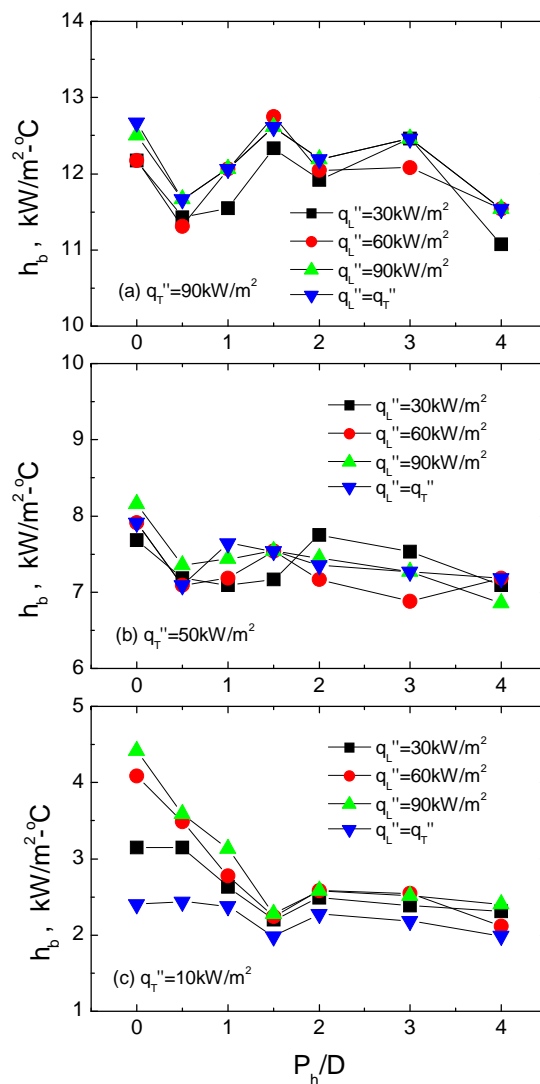 14
13
12
11
10
h_b , kW/m²-°C
q_L''=30kW/m²
q_L''=60kW/m²
q_L''=90kW/m²
q_L''=q_T''
(a) q_T''=90kW/m²
0 1 2 3 4
10
9
8
7
6
h_b , kW/m²-°C
q_L''=30kW/m²
q_L''=60kW/m²
q_L''=90kW/m²
q_L''=q_T''
(b) q_T''=50kW/m²
0 1 2 3 4
5
4
3
2
1
h_b , kW/m²-°C
q_L''=30kW/m²
q_L''=60kW/m²
q_L''=90kW/m²
q_L''=q_T''
(c) q_T''=10kW/m²
0 1 2 3 4
P_h/D